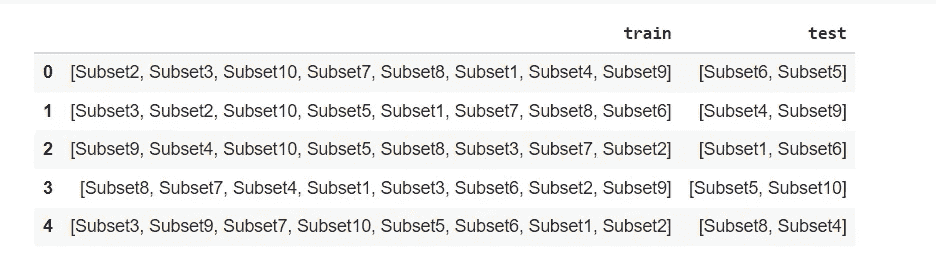 train test
0 [Subset2, Subset3, Subset10, Subset7, Subset8, Subset1, Subset4, Subset9] [Subset6, Subset5]
1 [Subset3, Subset2, Subset10, Subset5, Subset1, Subset7, Subset8, Subset6] [Subset4, Subset9]
2 [Subset9, Subset4, Subset10, Subset5, Subset8, Subset3, Subset7, Subset2] [Subset1, Subset6]
3 [Subset8, Subset7, Subset4, Subset1, Subset3, Subset6, Subset2, Subset9] [Subset5, Subset10]
4 [Subset3, Subset9, Subset7, Subset10, Subset5, Subset6, Subset1, Subset2] [Subset8, Subset4]